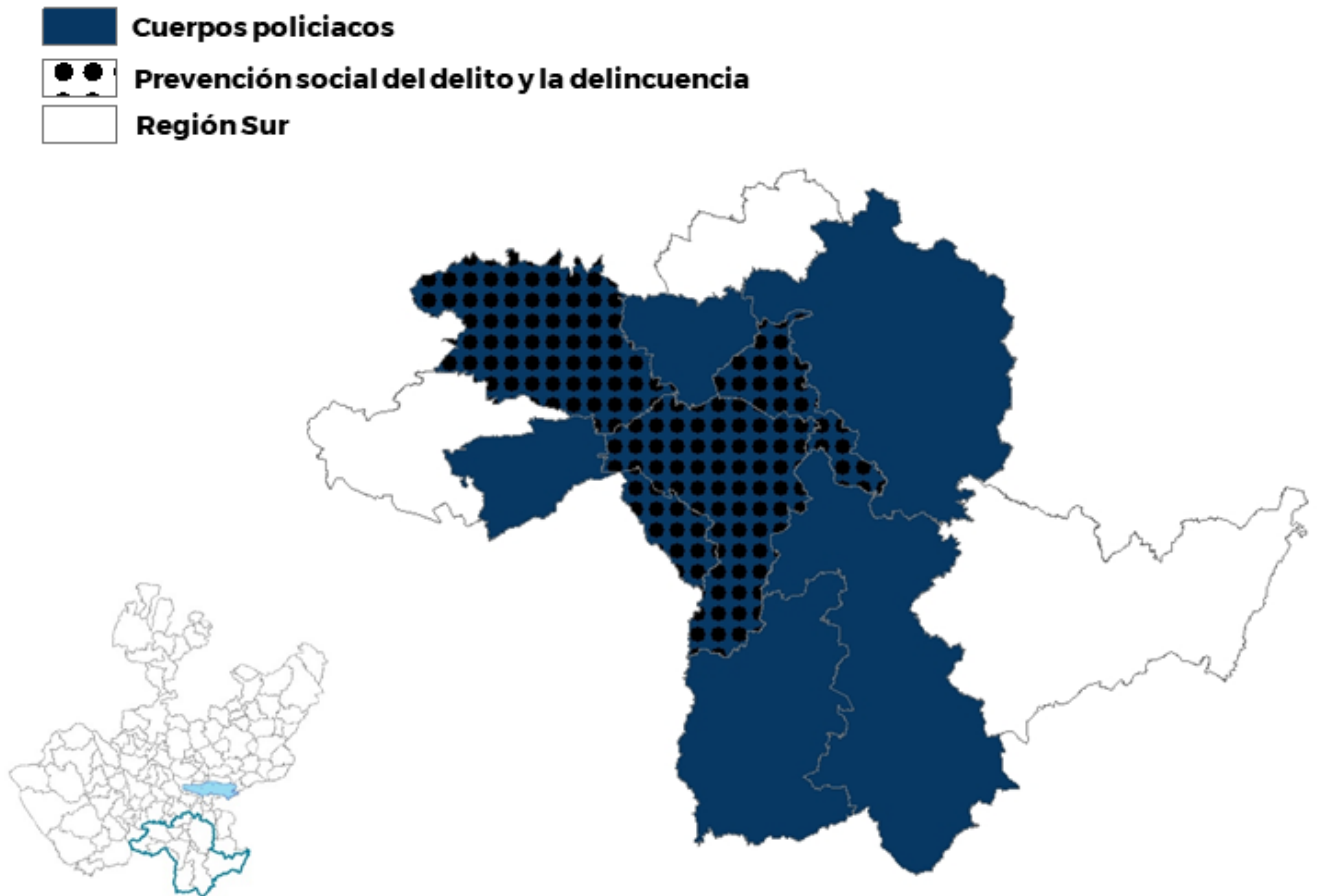 Cuerpos policiacos
Prevención social del delito y la delincuencia
Región Sur